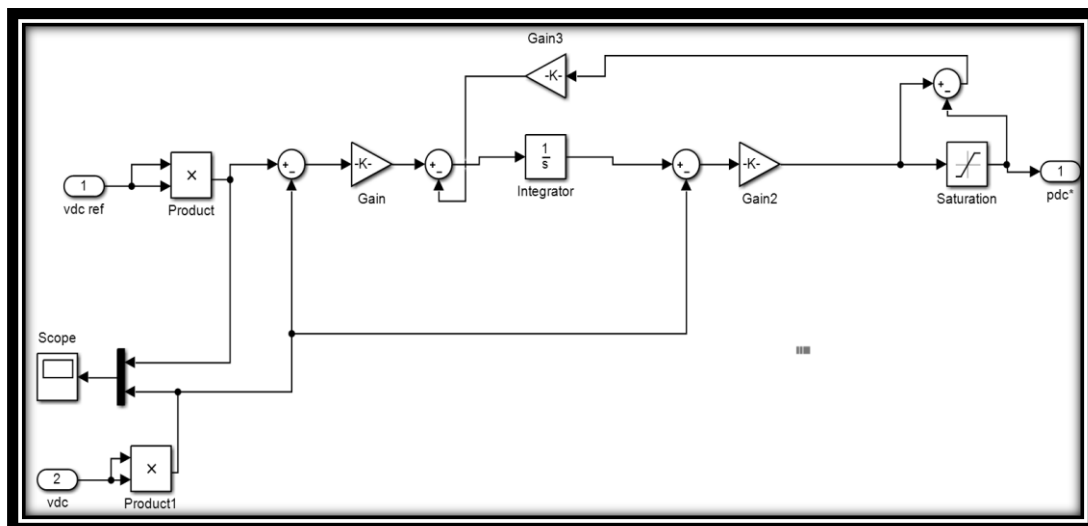 Gain3
-K-
+
-
1
vdc ref
×
Product
+
-
-K-
Gain
+
-
1
s
Integrator
+
-
-K-
Gain2
Saturation
1
pdc*
Scope
2
vdc
×
Product1